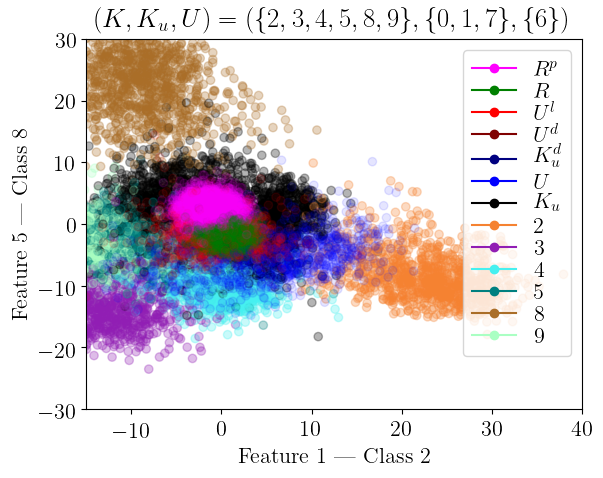 (K, K_u, U) = ({2, 3, 4, 5, 8, 9}, {0, 1, 7}, {6})
30
20
10
0
−10
−20
−30
Feature 5 — Class 8
R^p
R
U^l
U^d
K_u^d
U
K_u
2
3
4
5
8
9
−10
0
10
20
30
40
Feature 1 — Class 2